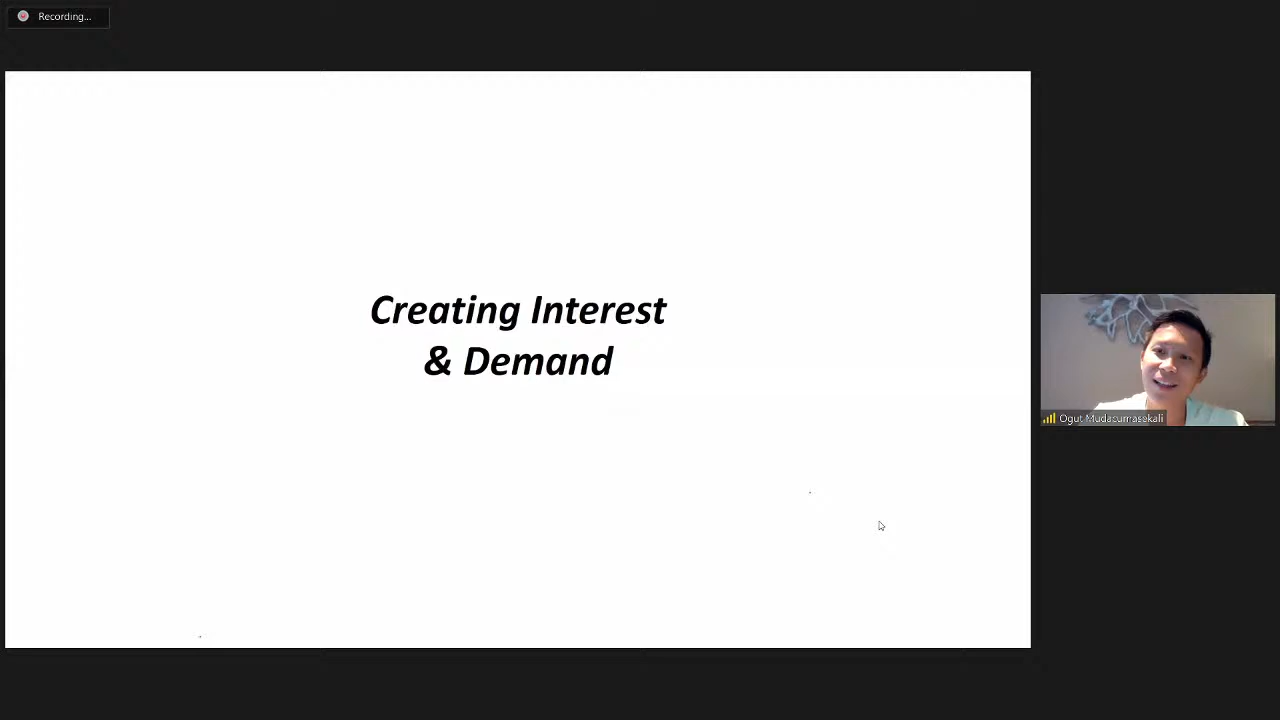 Recording...
Creating Interest
& Demand
Ogut Mudacumasekali